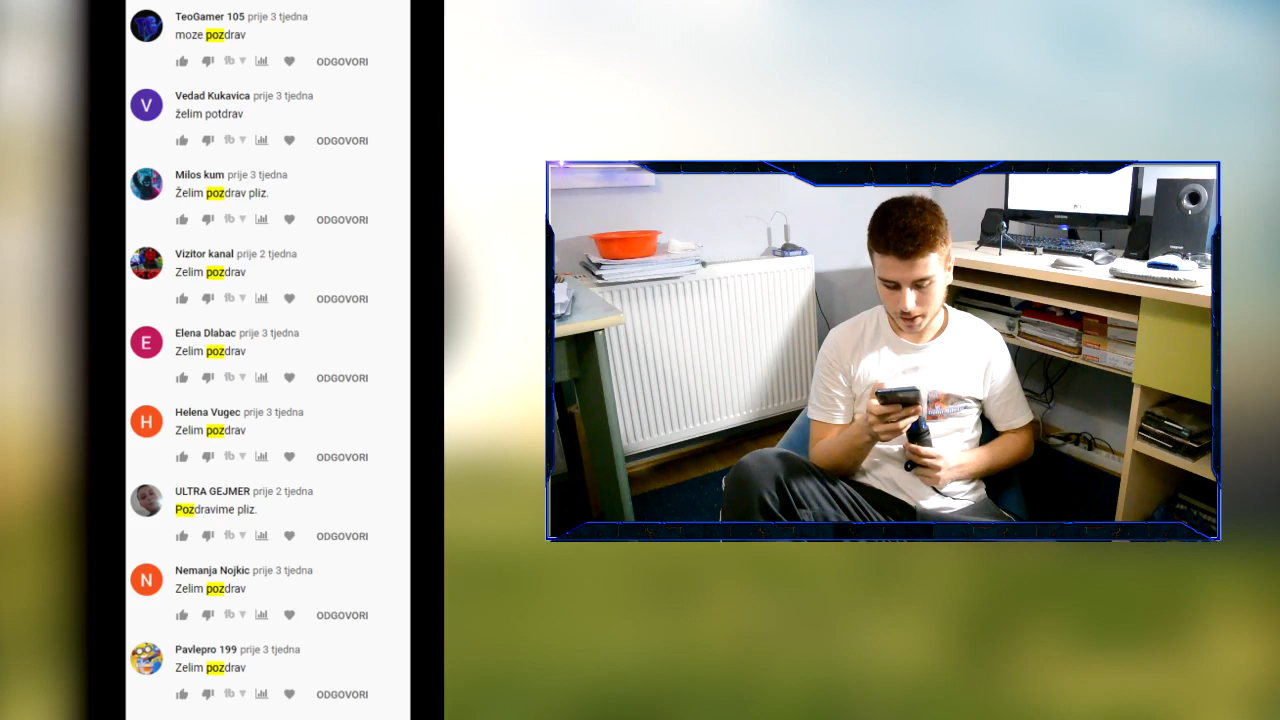 TeoGamer 105 prije 3 tjedna
moze pozdrav
ODGOVORI
V
Vedad Kukavica prije 3 tjedna
želim potdrav
ODGOVORI
Milos kum prije 3 tjedna
Želim pozdrav pliz.
ODGOVORI
Vizitor kanal prije 2 tjedna
Zelim pozdrav
ODGOVORI
E
Elena Dlabac prije 3 tjedna
Zelim pozdrav
ODGOVORI
H
Helena Vugec prije 3 tjedna
Zelim pozdrav
ODGOVORI
ULTRA GEJMER prije 2 tjedna
Pozdravime pliz.
ODGOVORI
N
Nemanja Nojkic prije 3 tjedna
Zelim pozdrav
ODGOVORI
Pavlepro 199 prije 3 tjedna
Zelim pozdrav
ODGOVORI